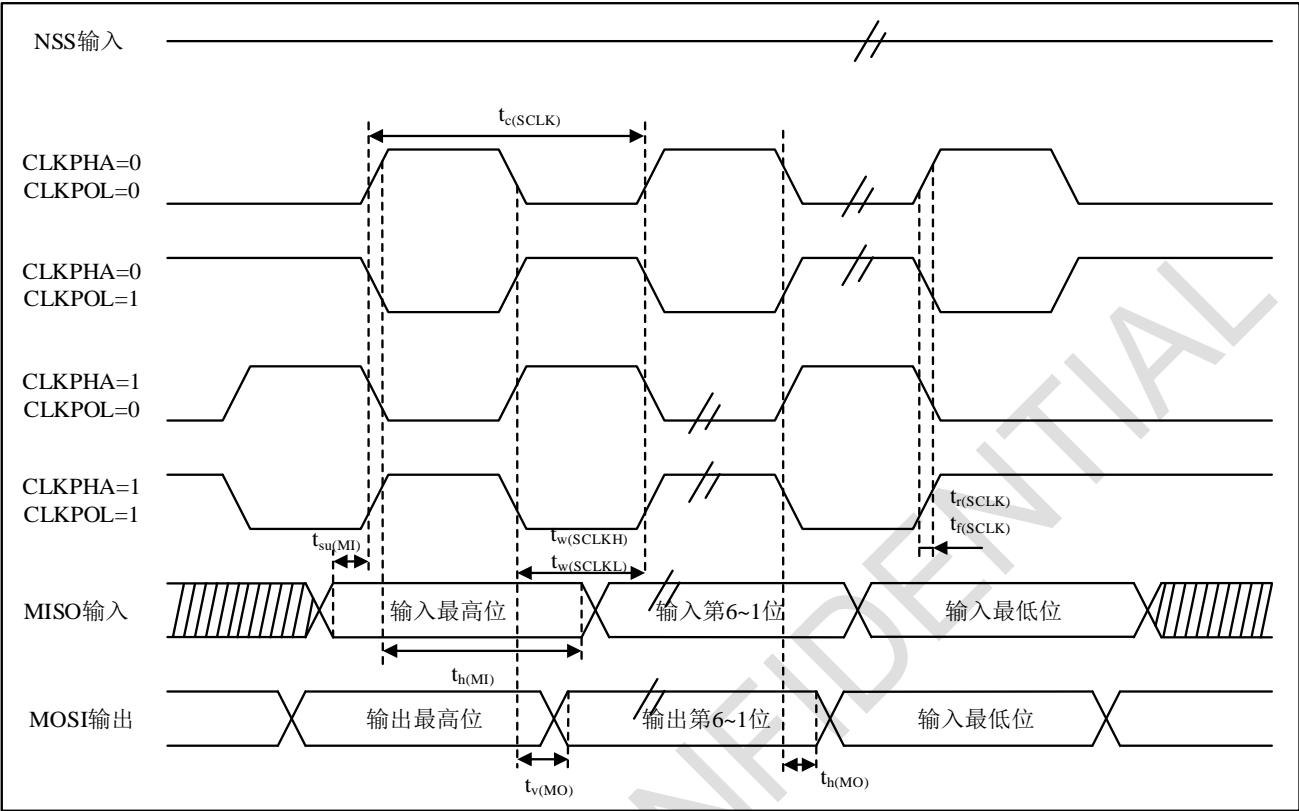 NSS输入
tc(SCLK)
CLKPHA=0
CLKPOL=0
CLKPHA=0
CLKPOL=1
CLKPHA=1
CLKPOL=0
CLKPHA=1
CLKPOL=1
tr(SCLK)
tf(SCLK)
tsu(MI)
tw(SCLKH)
tw(SCLKL)
MISO输入
输入最高位
输入第6~1位
输入最低位
th(MI)
MOSI输出
输出最高位
输出第6~1位
输入最低位
tv(MO)
th(MO)
NFIDENTIAL